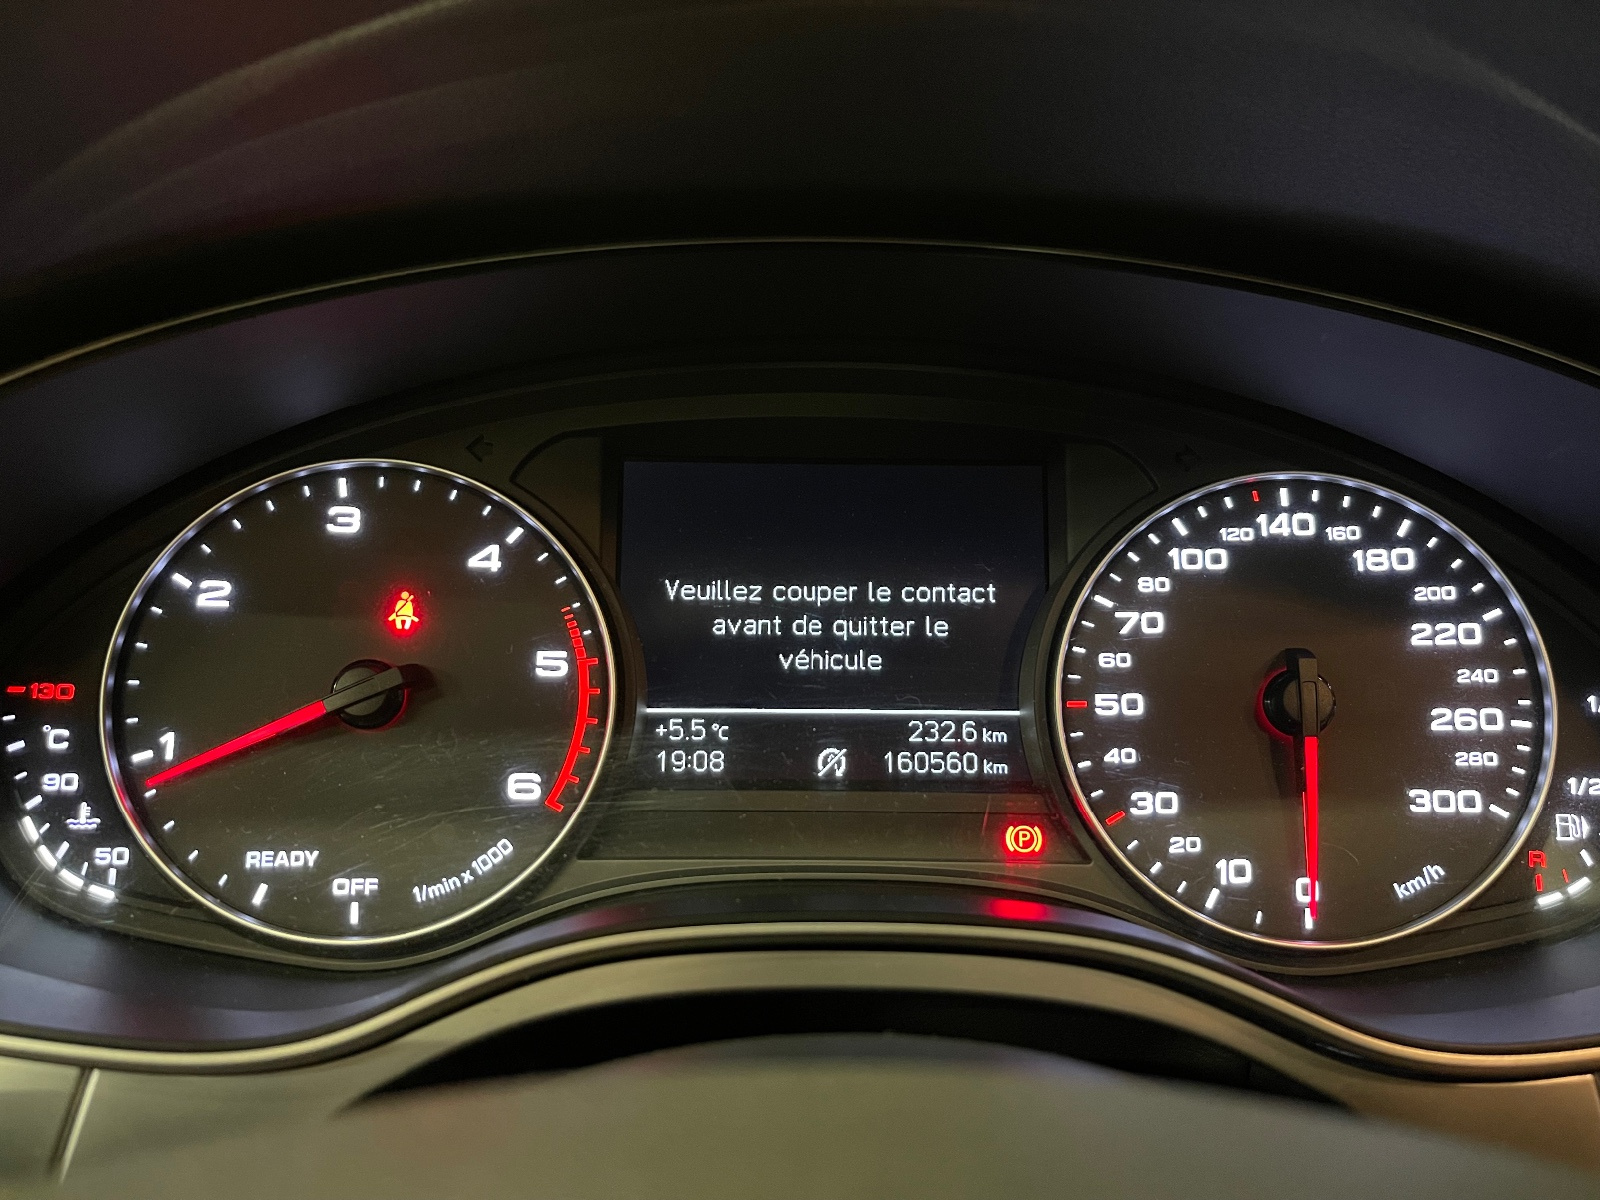 3
2
4
1
5
6
READY
OFF
1/min x 1000
130
°C
90
50
Veuillez couper le contact
avant de quitter le
véhicule
+5.5 °C 232.6 km
19:08 160560 km
P
0
10
20
30
40
50
60
70
80
100
120
140
160
180
200
220
240
260
280
300
km/h
1/2
R